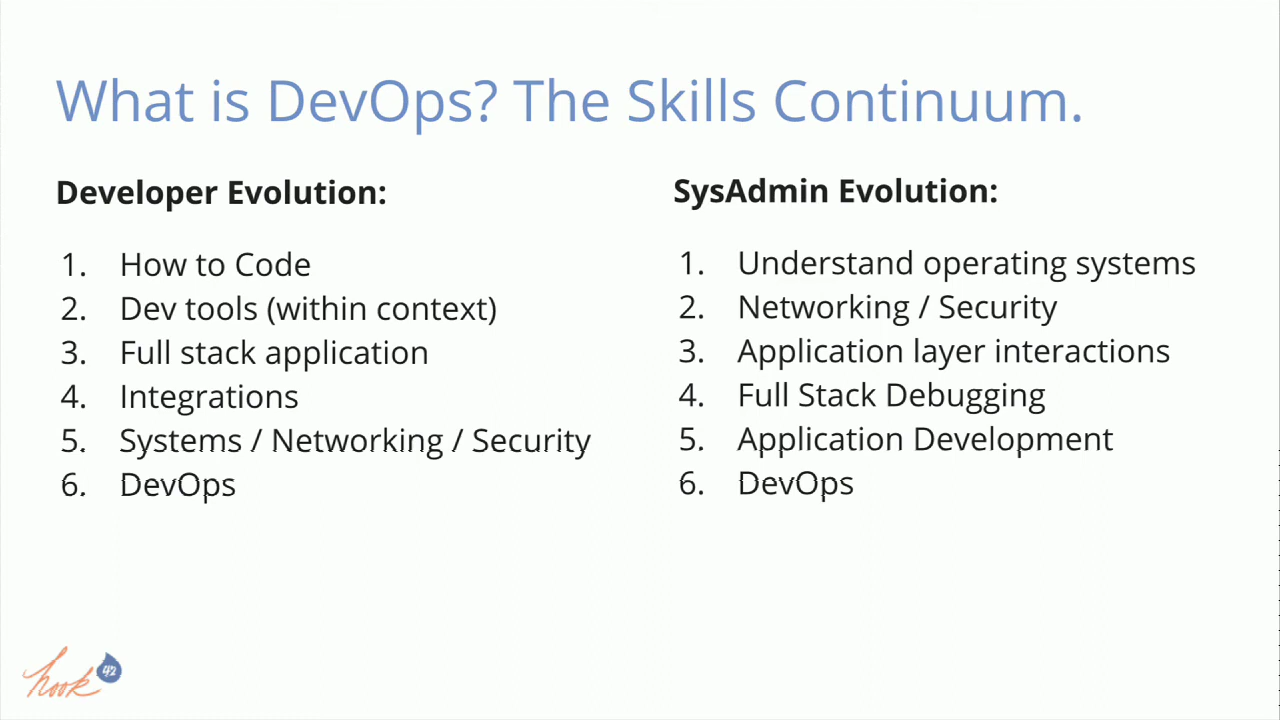 What is DevOps? The Skills Continuum.
Developer Evolution:
1. How to Code
2. Dev tools (within context)
3. Full stack application
4. Integrations
5. Systems / Networking / Security
6. DevOps
SysAdmin Evolution:
1. Understand operating systems
2. Networking / Security
3. Application layer interactions
4. Full Stack Debugging
5. Application Development
6. DevOps
hook 42